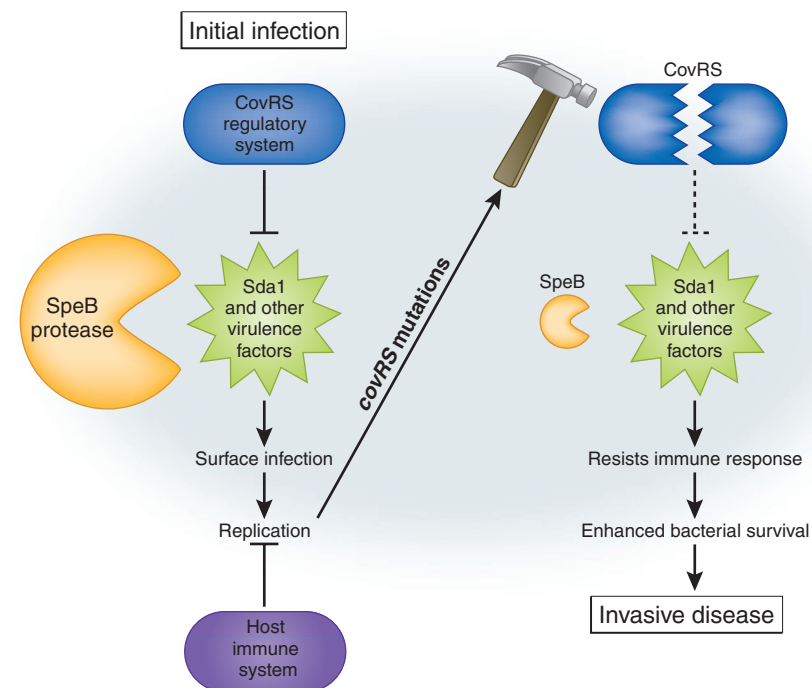 Initial infection
CovRS
regulatory
system
SpeB
protease
Sda1
and other
virulence
factors
Surface infection
Replication
Host
immune
system
covRS mutations
CovRS
SpeB
Sda1
and other
virulence
factors
Resists immune response
Enhanced bacterial survival
Invasive disease